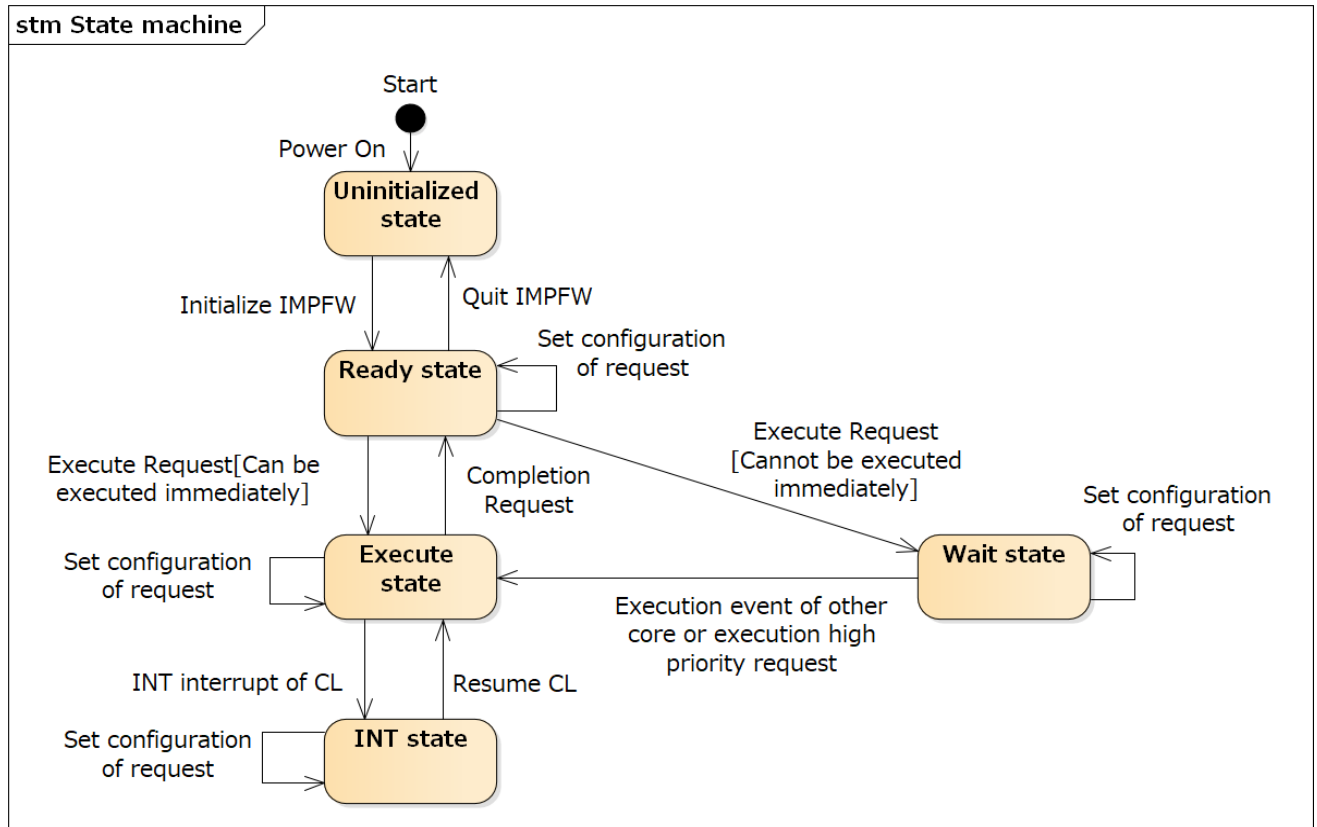 stm State machine
Start
Power On
Uninitialized
state
Initialize IMPFW
Quit IMPFW
Set configuration
of request
Ready state
Execute Request[Can be
executed immediately]
Completion
Request
Execute Request
[Cannot be executed
immediately]
Set configuration
of request
Set configuration
of request
Execute
state
Wait state
Execution event of other
core or execution high
priority request
INT interrupt of CL
Resume CL
Set configuration
of request
INT state